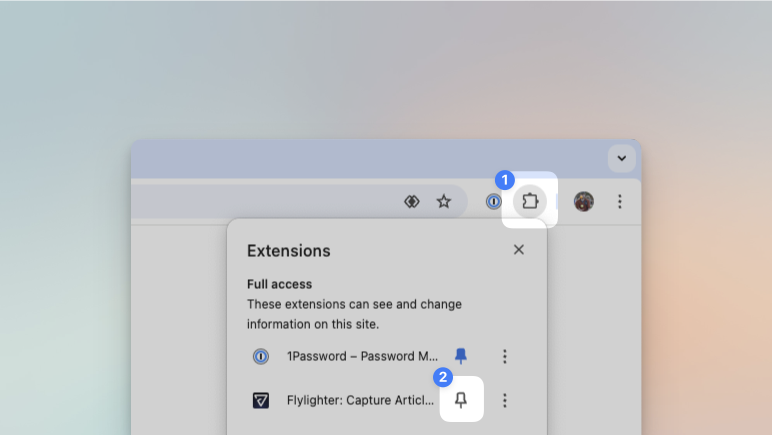 1
Extensions
Full access
These extensions can see and change
information on this site.
1Password – Password M...
2
Flylighter: Capture Articl...